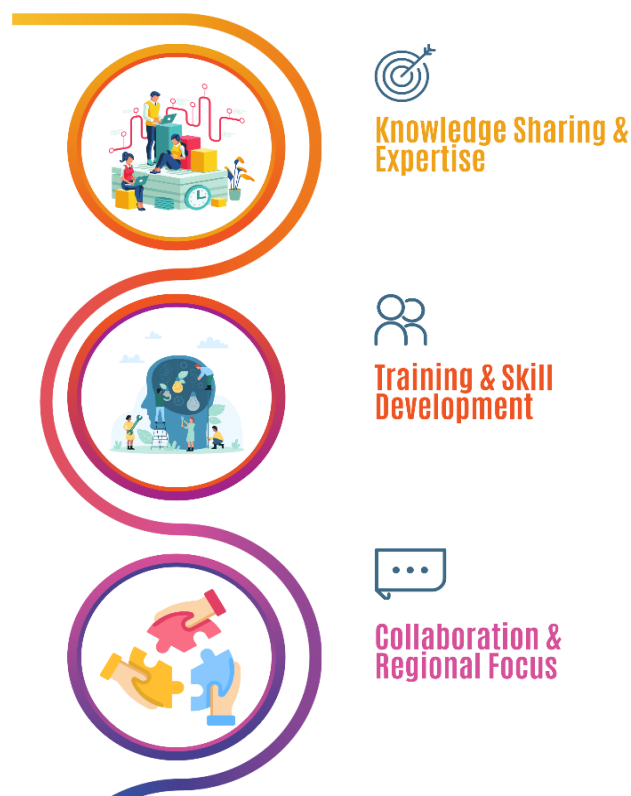 Knowledge Sharing &
Expertise
Training & Skill
Development
Collaboration &
Regional Focus